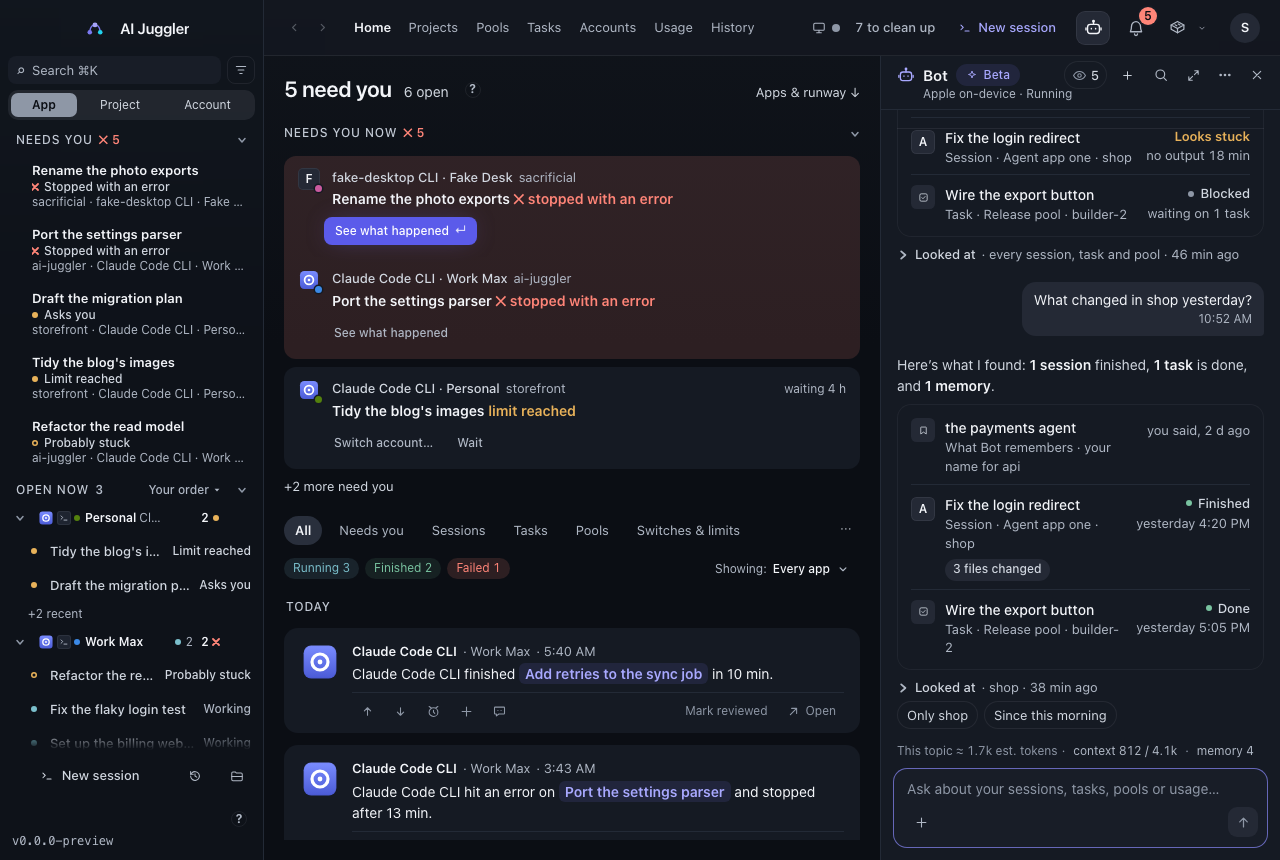 AI Juggler
Search ⌘K
App Project Account
NEEDS YOU 5
Rename the photo exports
Stopped with an error
sacrificial · fake-desktop CLI · Fake ...
Port the settings parser
Stopped with an error
ai-juggler · Claude Code CLI · Work ...
Draft the migration plan
Asks you
storefront · Claude Code CLI · Perso...
Tidy the blog's images
Limit reached
storefront · Claude Code CLI · Perso...
Refactor the read model
Probably stuck
ai-juggler · Claude Code CLI · Work ...
OPEN NOW 3 Your order
Personal Cl... 2
Tidy the blog's i... Limit reached
Draft the migration p... Asks you
+2 recent
Work Max 2 2
Refactor the re... Probably stuck
Fix the flaky login test Working
Set up the billing web... Working
New session
?
v0.0.0-preview
Home Projects Pools Tasks Accounts Usage History
7 to clean up
New session
5
S
5 need you 6 open ?
Apps & runway ↓
NEEDS YOU NOW 5
F
fake-desktop CLI · Fake Desk sacrificial
Rename the photo exports stopped with an error
See what happened ↵
Claude Code CLI · Work Max ai-juggler
Port the settings parser stopped with an error
See what happened
Claude Code CLI · Personal storefront waiting 4 h
Tidy the blog's images limit reached
Switch account... Wait
+2 more need you
All Needs you Sessions Tasks Pools Switches & limits ...
Running 3 Finished 2 Failed 1
Showing: Every app
TODAY
Claude Code CLI · Work Max · 5:40 AM
Claude Code CLI finished Add retries to the sync job in 10 min.
Mark reviewed Open
Claude Code CLI · Work Max · 3:43 AM
Claude Code CLI hit an error on Port the settings parser and stopped
after 13 min.
Bot Beta 5
Apple on-device · Running
A
Fix the login redirect Looks stuck
Session · Agent app one · shop no output 18 min
Wire the export button Blocked
Task · Release pool · builder-2 waiting on 1 task
Looked at · every session, task and pool · 46 min ago
What changed in shop yesterday?
10:52 AM
Here's what I found: 1 session finished, 1 task is done,
and 1 memory.
the payments agent you said, 2 d ago
What Bot remembers · your
name for api
A
Fix the login redirect Finished
Session · Agent app one · yesterday 4:20 PM
shop
3 files changed
Wire the export button Done
Task · Release pool · builder- yesterday 5:05 PM
2
Looked at · shop · 38 min ago
Only shop Since this morning
This topic ≈ 1.7k est. tokens · context 812 / 4.1k · memory 4
Ask about your sessions, tasks, pools or usage...